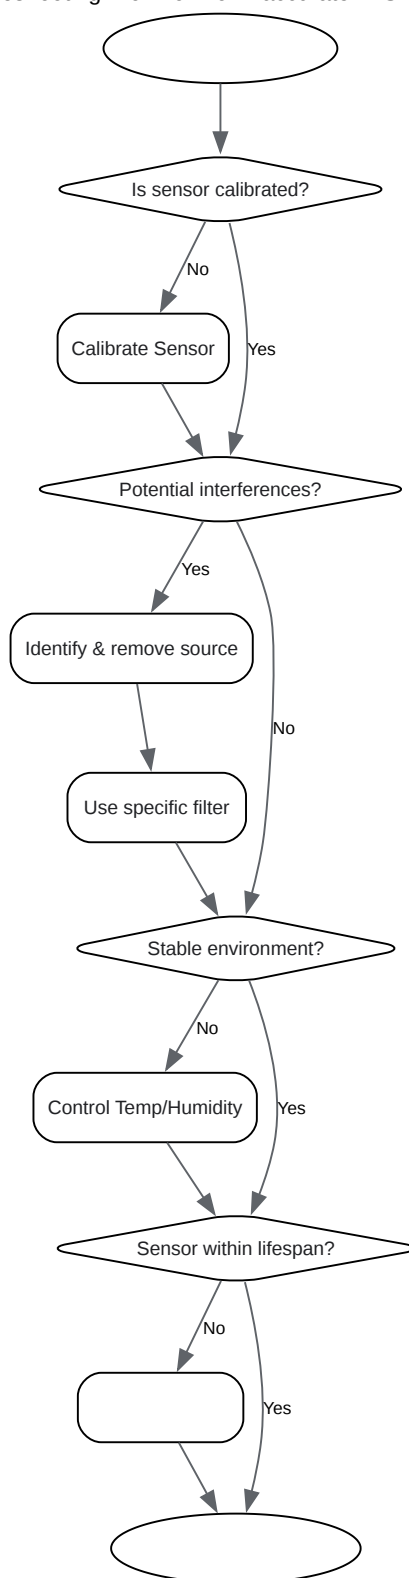 Is sensor calibrated?
No
Calibrate Sensor
Yes
Potential interferences?
Yes
Identify & remove source
No
Use specific filter
Stable environment?
No
Control Temp/Humidity
Yes
Sensor within lifespan?
No
Yes